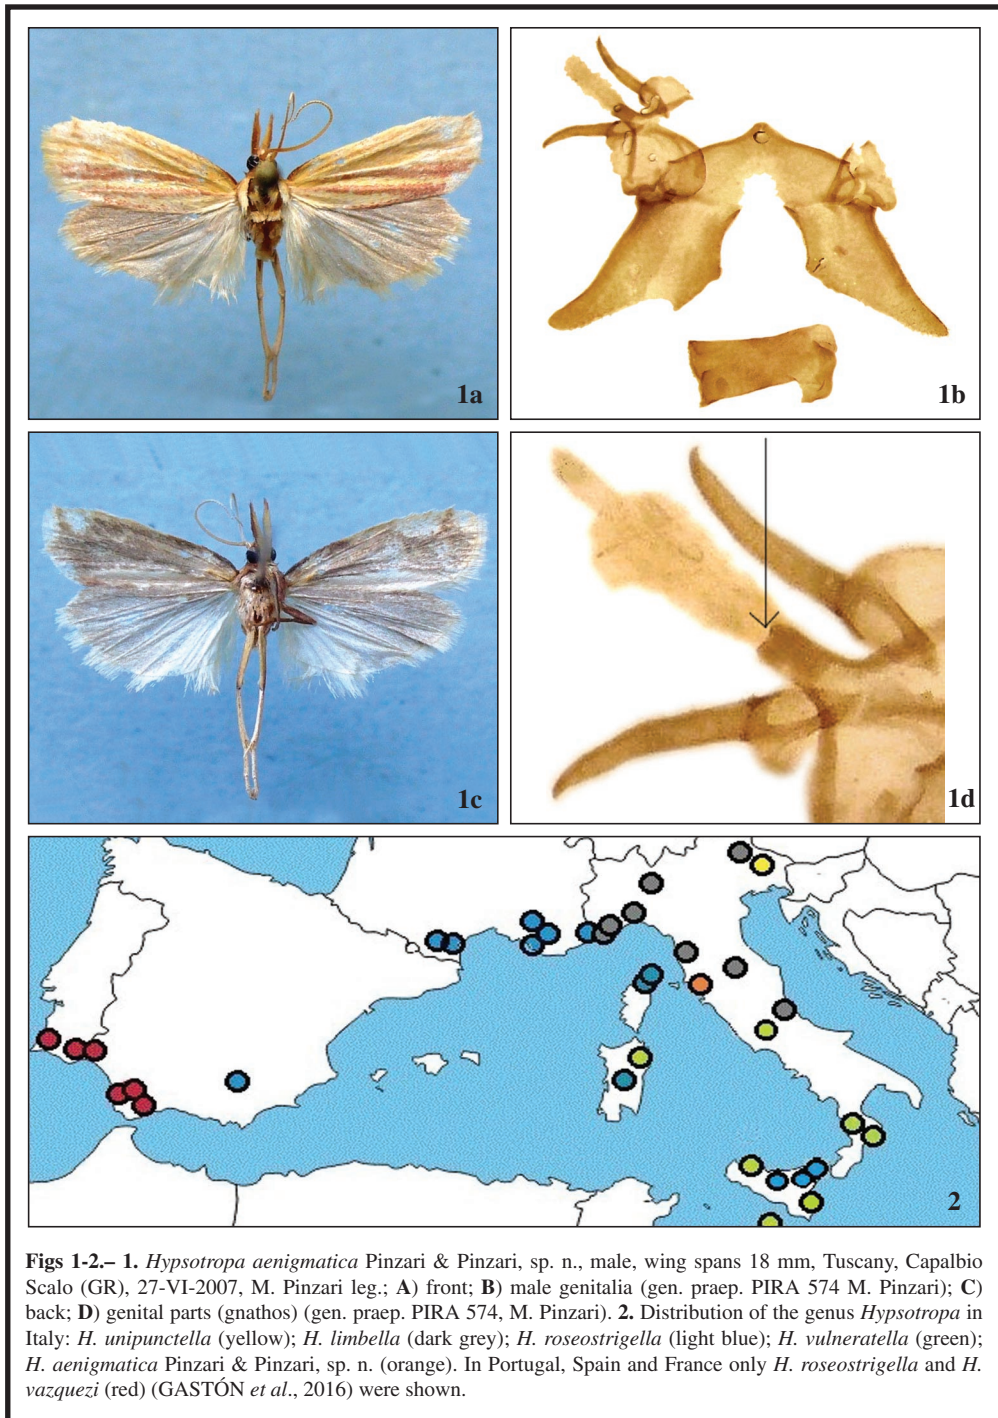 1a
1b
1c
1d
2
Figs 1-2.– 1. Hypsotropa aenigmatica Pinzari & Pinzari, sp. n., male, wing spans 18 mm, Tuscany, Capalbio
Scalo (GR), 27-VI-2007, M. Pinzari leg.; A) front; B) male genitalia (gen. praep. PIRA 574 M. Pinzari); C)
back; D) genital parts (gnathos) (gen. praep. PIRA 574, M. Pinzari). 2. Distribution of the genus Hypsotropa in
Italy: H. unipunctella (yellow); H. limbella (dark grey); H. roseostrigella (light blue); H. vulneratella (green);
H. aenigmatica Pinzari & Pinzari, sp. n. (orange). In Portugal, Spain and France only H. roseostrigella and H.
vazquezi (red) (GASTÓN et al., 2016) were shown.